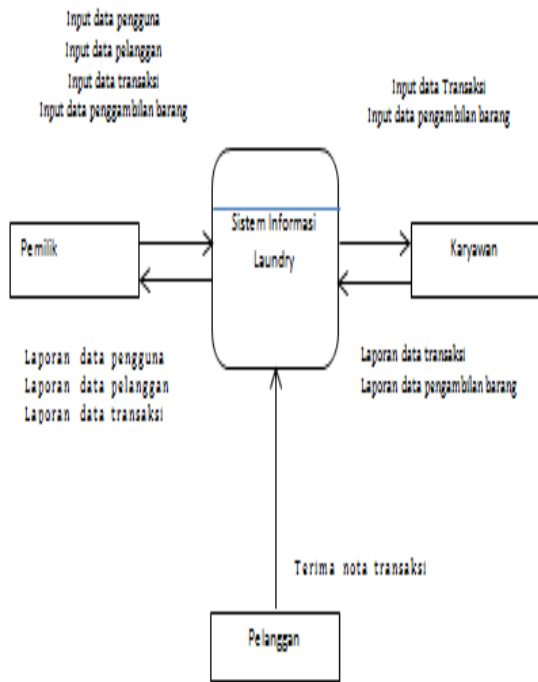 Input data pengguna
Input data pelanggan
Input data transaksi
Input data penggambilan barang
Input data Transaksi
Input data pengambilan barang
Sistem Informasi
Laundry
Pemilik
Karyawan
Laporan data pengguna
Laporan data pelanggan
Laporan data transaksi
Laporan data transaksi
Laporan data pengambilan barang
Terima nota transaksi
Pelanggan